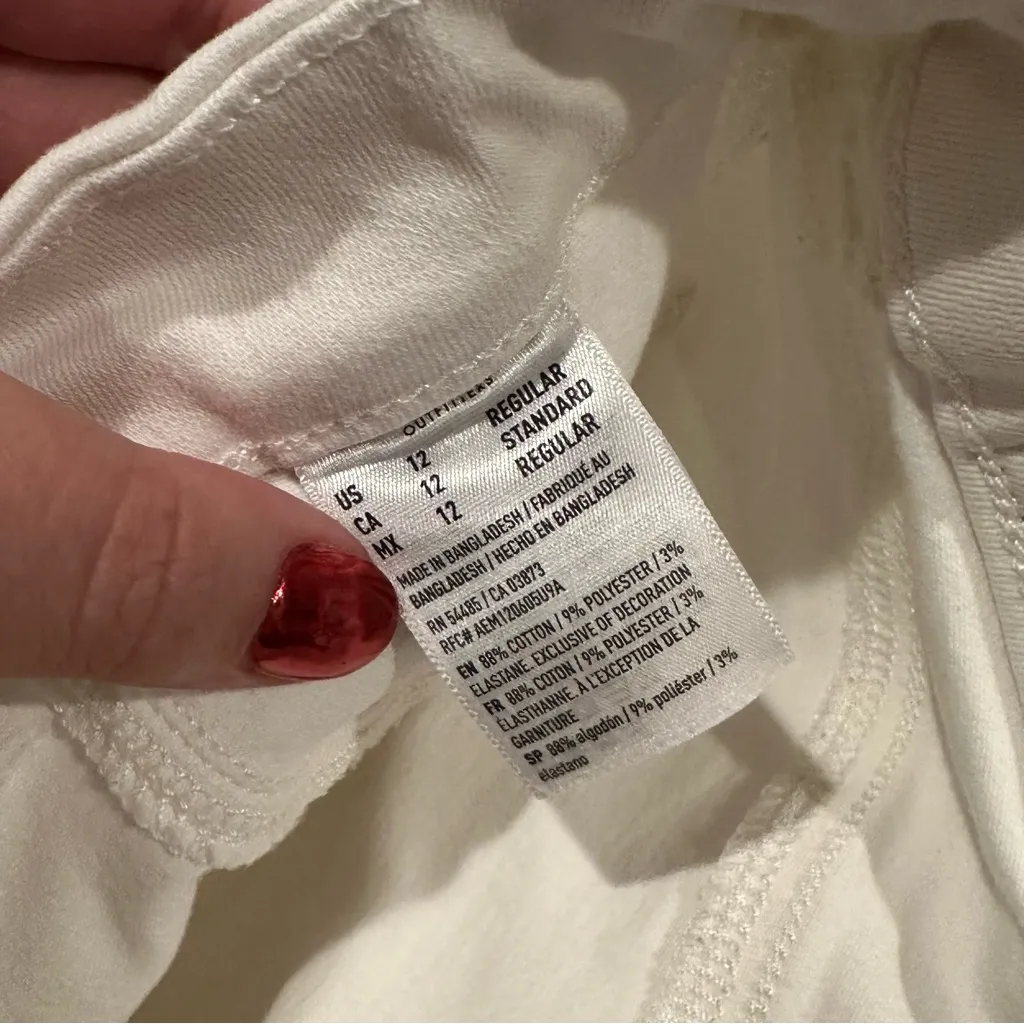 OUTFITTERS
US 12 REGULAR
CA 12 STANDARD
MX 12 REGULAR
MADE IN BANGLADESH / FABRIQUÉ AU
BANGLADESH / HECHO EN BANGLADESH
RN 54485 / CA 03873
RFC# AEM120605U9A
EN 88% COTTON / 9% POLYESTER / 3%
ELASTANE. EXCLUSIVE OF DECORATION
FR 88% COTON / 9% POLYESTER / 3%
ÉLASTHANNE. À L'EXCEPTION DE LA
GARNITURE
SP 88% algodón / 9% poliéster / 3%
elastano